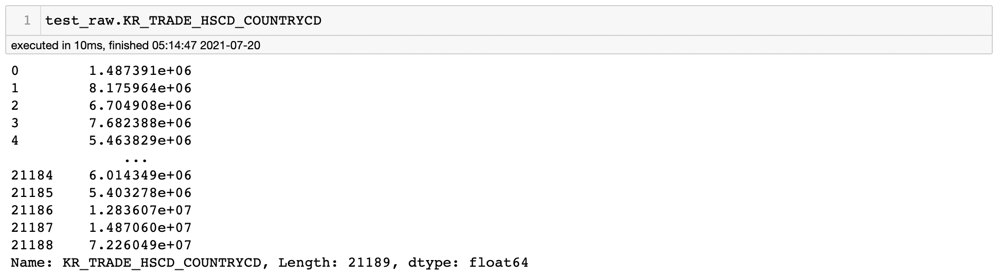 1 test_raw.KR_TRADE_HSCD_COUNTRYCD
executed in 10ms, finished 05:14:47 2021-07-20
0 1.487391e+06
1 8.175964e+06
2 6.704908e+06
3 7.682388e+06
4 5.463829e+06
...
21184 6.014349e+06
21185 5.403278e+06
21186 1.283607e+07
21187 1.487060e+07
21188 7.226049e+07
Name: KR_TRADE_HSCD_COUNTRYCD, Length: 21189, dtype: float64